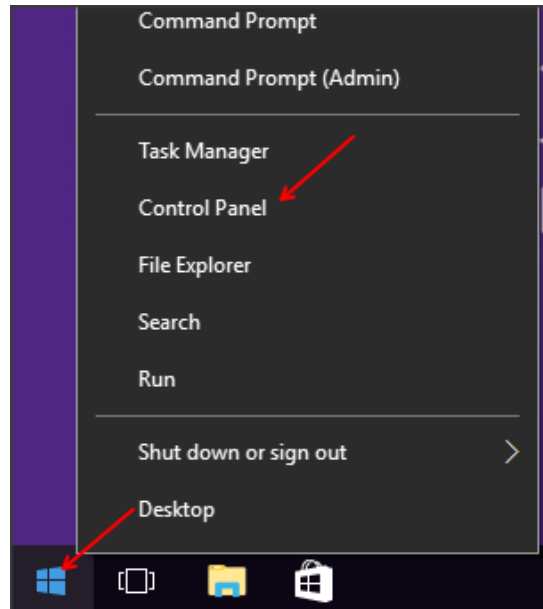 Command Prompt
Command Prompt (Admin)
Task Manager
Control Panel
File Explorer
Search
Run
Shut down or sign out
Desktop